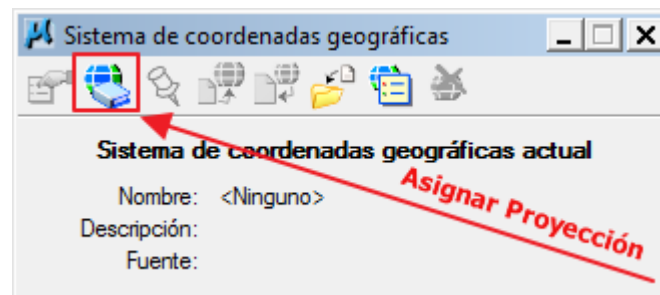 Sistema de coordenadas geográficas
Sistema de coordenadas geográficas actual
Nombre: <Ninguno>
Descripción:
Fuente:
Asignar Proyección